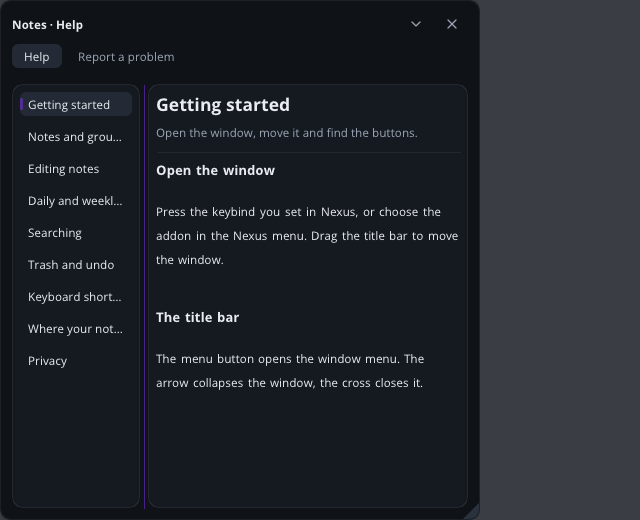 Notes · Help
Help
Report a problem
Getting started
Notes and grou...
Editing notes
Daily and weekl...
Searching
Trash and undo
Keyboard short...
Where your not...
Privacy
Getting started
Open the window, move it and find the buttons.
Open the window
Press the keybind you set in Nexus, or choose the
addon in the Nexus menu. Drag the title bar to move
the window.
The title bar
The menu button opens the window menu. The
arrow collapses the window, the cross closes it.